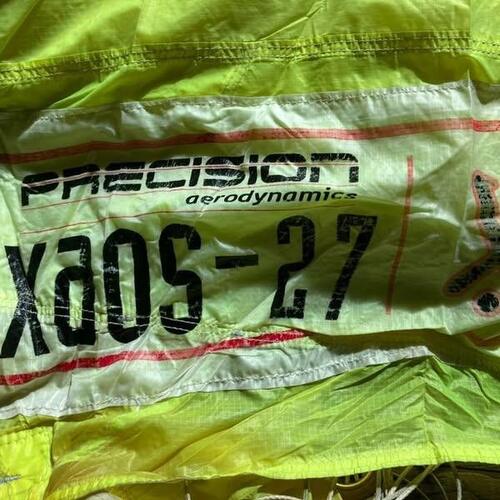 PRECISION
aerodynamics
xaos-27